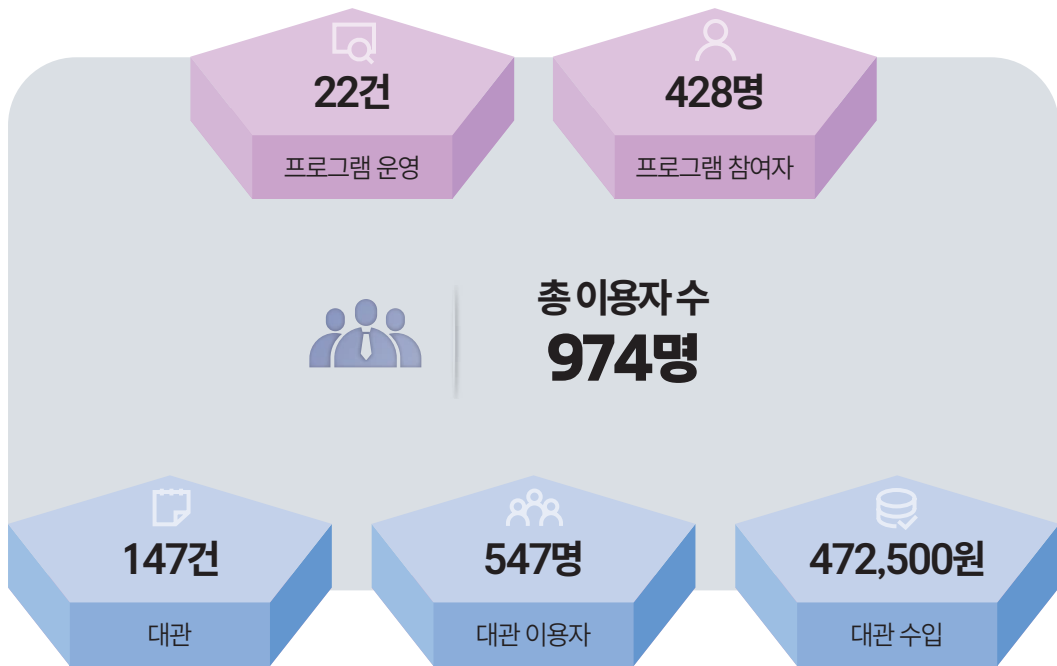 22건
프로그램 운영
428명
프로그램 참여자
총 이용자 수
974명
147건
대관
547명
대관 이용자
472,500원
대관 수입